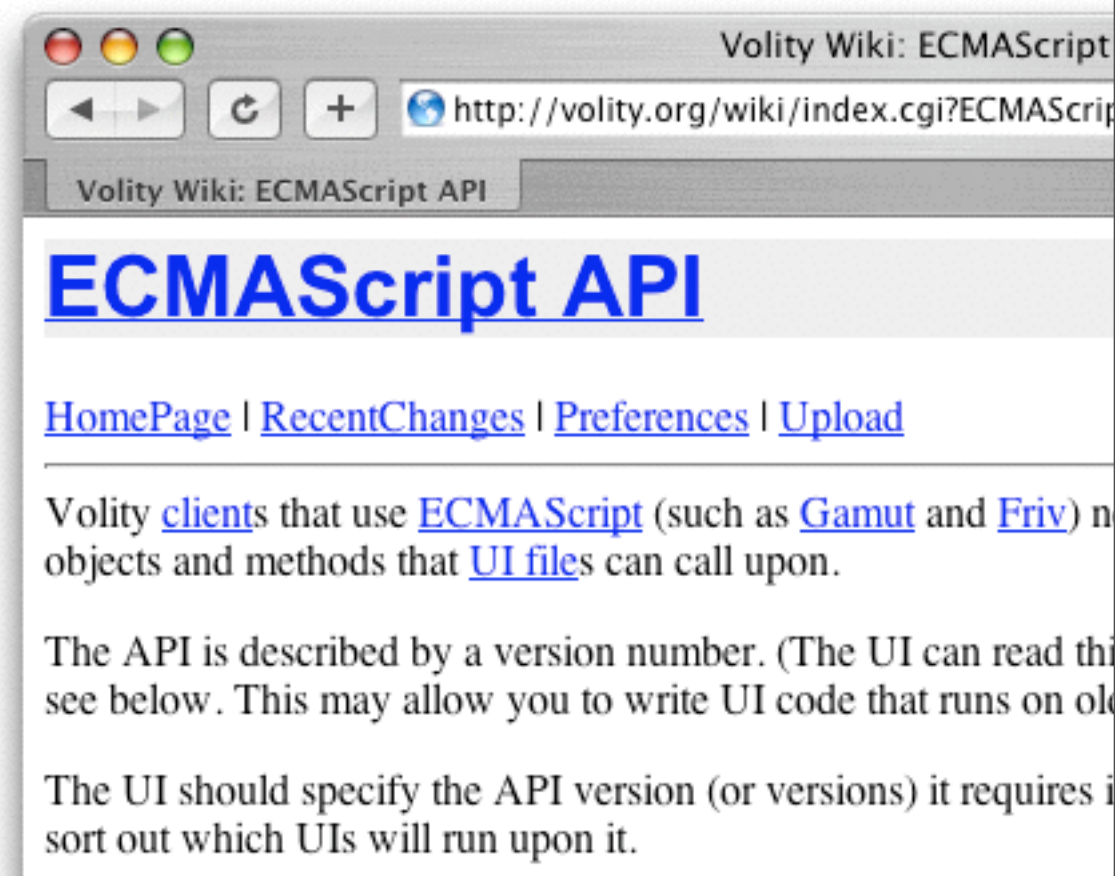 Volity Wiki: ECMAScript
http://volity.org/wiki/index.cgi?ECMAScrip
Volity Wiki: ECMAScript API
ECMAScript API
HomePage | RecentChanges | Preferences | Upload
Volity clients that use ECMAScript (such as Gamut and Friv) n
objects and methods that UI files can call upon.
The API is described by a version number. (The UI can read thi
see below. This may allow you to write UI code that runs on old
The UI should specify the API version (or versions) it requires i
sort out which UIs will run upon it.